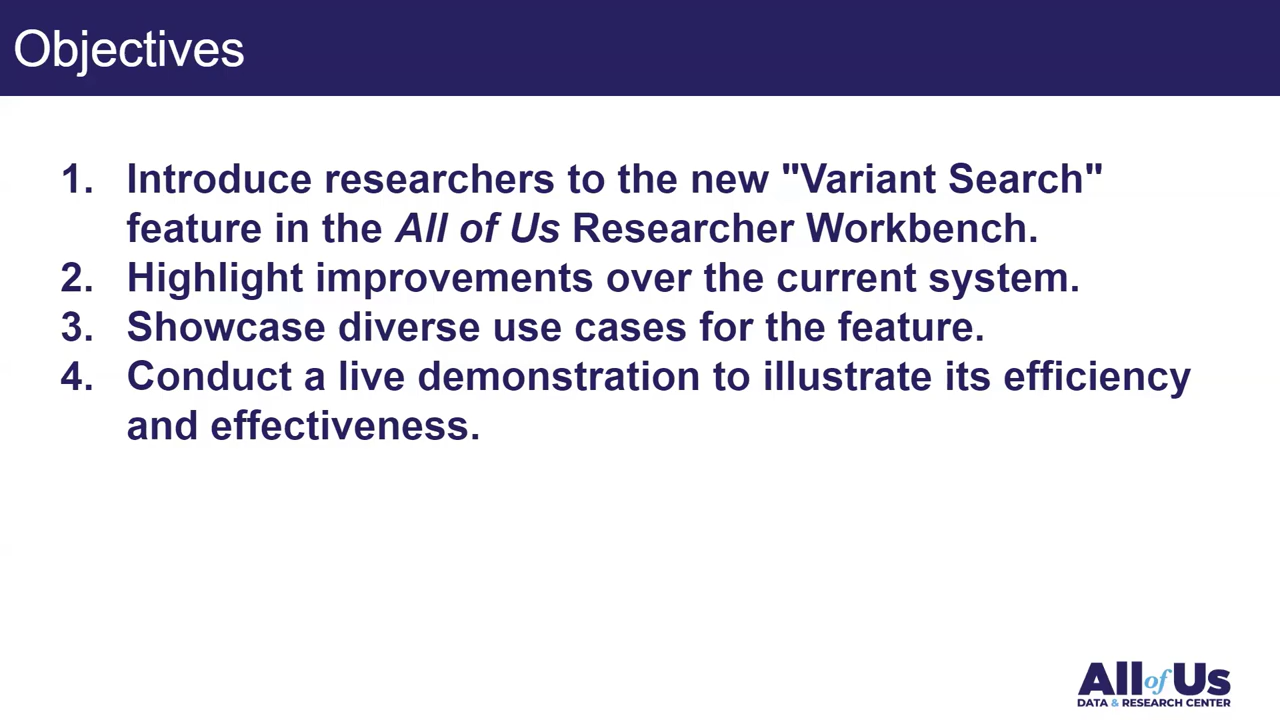 Objectives
1. Introduce researchers to the new "Variant Search"
feature in the All of Us Researcher Workbench.
2. Highlight improvements over the current system.
3. Showcase diverse use cases for the feature.
4. Conduct a live demonstration to illustrate its efficiency
and effectiveness.
All of Us
DATA & RESEARCH CENTER